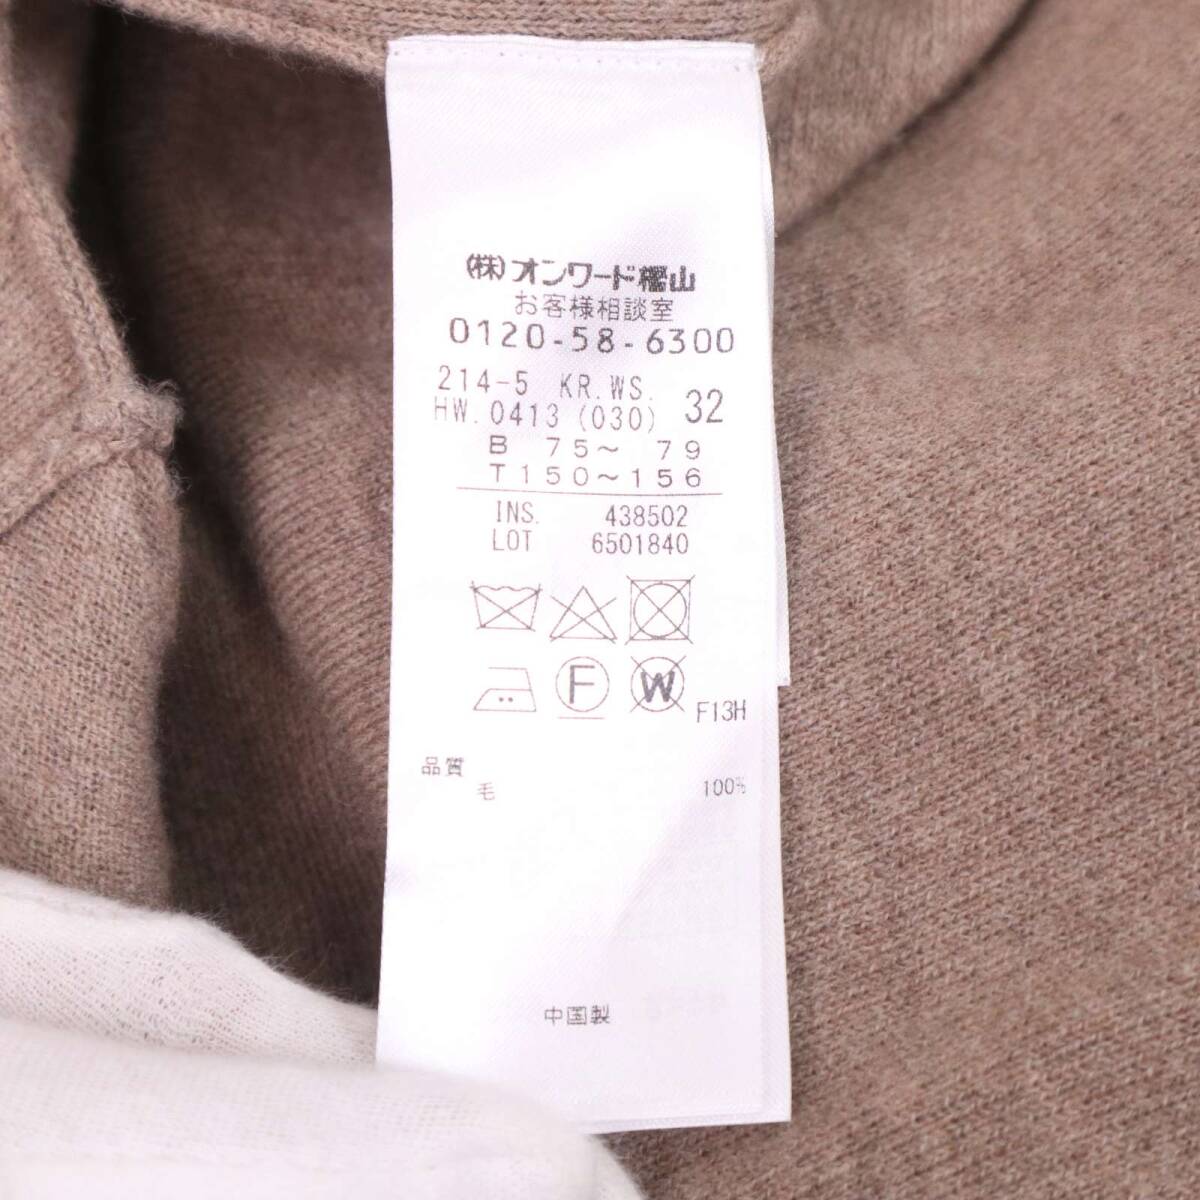 (株)オンワード樫山
お客様相談室
0120-58-6300
214-5 KR.WS.
HW.0413 (030) 32
B 75～ 79
T150～156
INS. 438502
LOT 6501840
F
W
F13H
品質
毛 100%
中国製